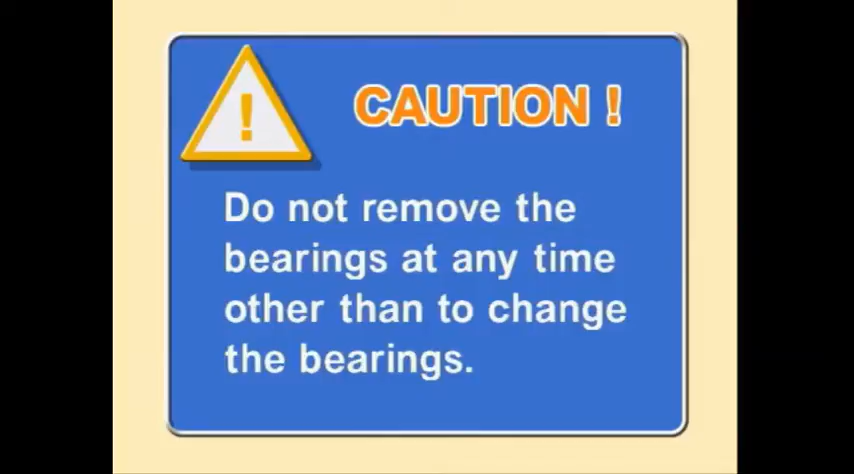 !
CAUTION !
Do not remove the
bearings at any time
other than to change
the bearings.